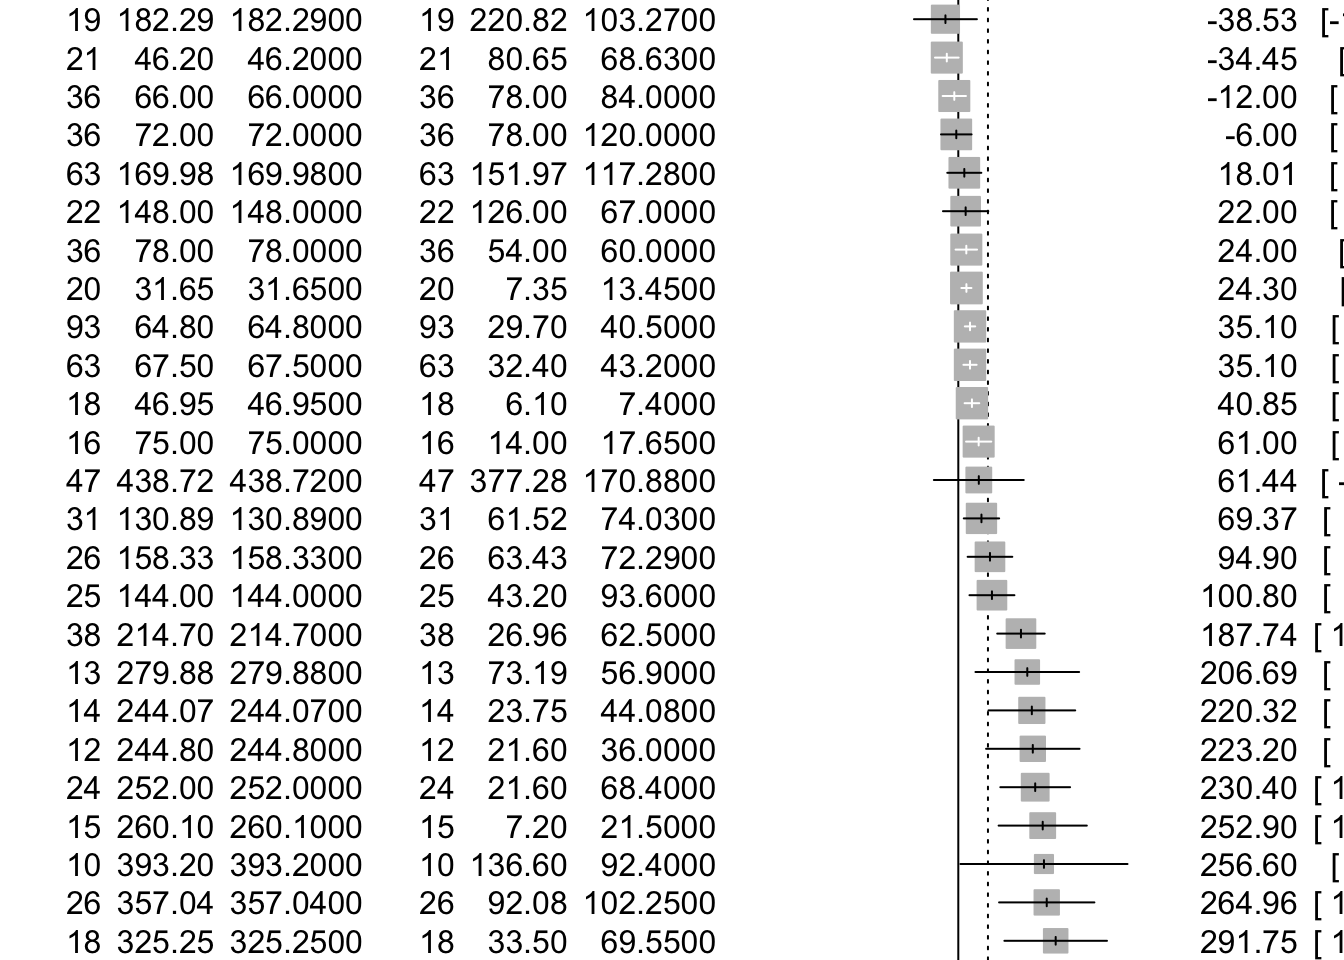 19 182.29 182.2900 19 220.82 103.2700 -38.53 [-
21 46.20 46.2000 21 80.65 68.6300 -34.45 [
36 66.00 66.0000 36 78.00 84.0000 -12.00 [
36 72.00 72.0000 36 78.00 120.0000 -6.00 [
63 169.98 169.9800 63 151.97 117.2800 18.01 [
22 148.00 148.0000 22 126.00 67.0000 22.00 [
36 78.00 78.0000 36 54.00 60.0000 24.00 [
20 31.65 31.6500 20 7.35 13.4500 24.30 [
93 64.80 64.8000 93 29.70 40.5000 35.10 [
63 67.50 67.5000 63 32.40 43.2000 35.10 [
18 46.95 46.9500 18 6.10 7.4000 40.85 [
16 75.00 75.0000 16 14.00 17.6500 61.00 [
47 438.72 438.7200 47 377.28 170.8800 61.44 [ -
31 130.89 130.8900 31 61.52 74.0300 69.37 [
26 158.33 158.3300 26 63.43 72.2900 94.90 [
25 144.00 144.0000 25 43.20 93.6000 100.80 [
38 214.70 214.7000 38 26.96 62.5000 187.74 [ 1
13 279.88 279.8800 13 73.19 56.9000 206.69 [
14 244.07 244.0700 14 23.75 44.0800 220.32 [
12 244.80 244.8000 12 21.60 36.0000 223.20 [
24 252.00 252.0000 24 21.60 68.4000 230.40 [ 1
15 260.10 260.1000 15 7.20 21.5000 252.90 [ 1
10 393.20 393.2000 10 136.60 92.4000 256.60 [
26 357.04 357.0400 26 92.08 102.2500 264.96 [ 1
18 325.25 325.2500 18 33.50 69.5500 291.75 [ 1